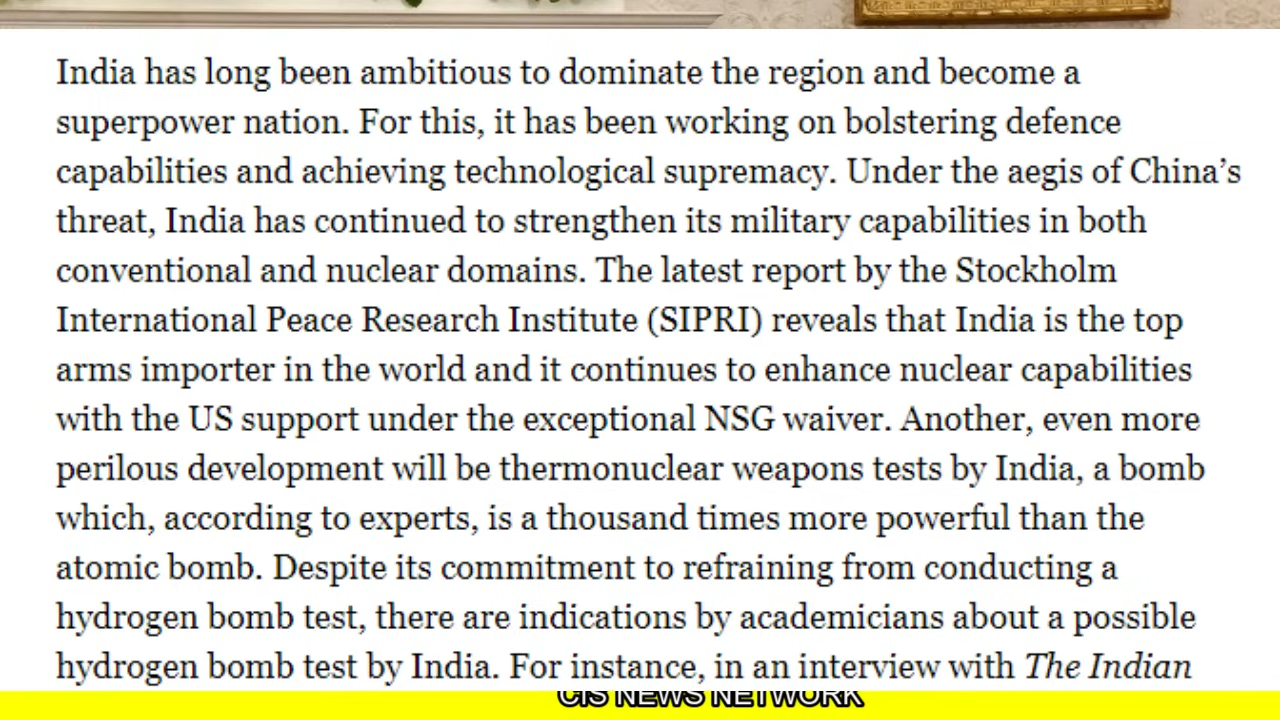 India has long been ambitious to dominate the region and become a
superpower nation. For this, it has been working on bolstering defence
capabilities and achieving technological supremacy. Under the aegis of China’s
threat, India has continued to strengthen its military capabilities in both
conventional and nuclear domains. The latest report by the Stockholm
International Peace Research Institute (SIPRI) reveals that India is the top
arms importer in the world and it continues to enhance nuclear capabilities
with the US support under the exceptional NSG waiver. Another, even more
perilous development will be thermonuclear weapons tests by India, a bomb
which, according to experts, is a thousand times more powerful than the
atomic bomb. Despite its commitment to refraining from conducting a
hydrogen bomb test, there are indications by academicians about a possible
hydrogen bomb test by India. For instance, in an interview with The Indian
CIS NEWS NETWORK